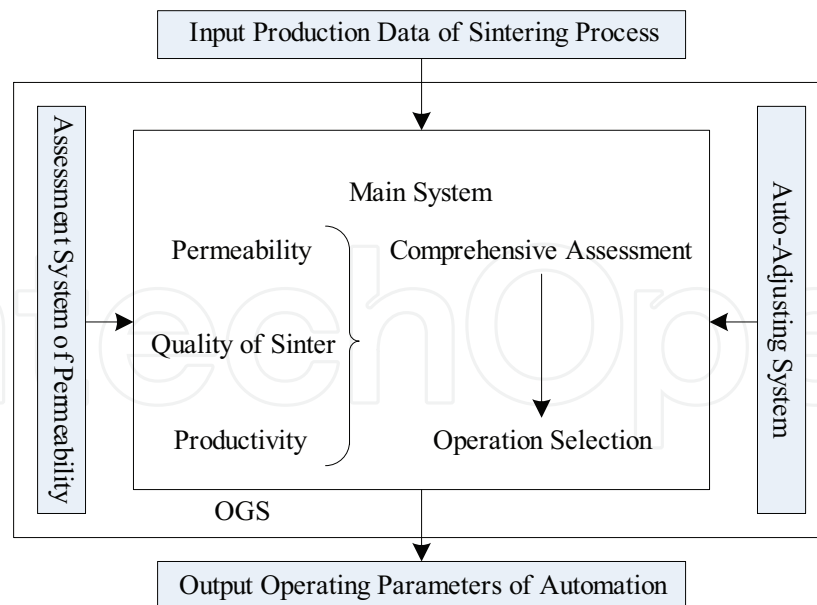 Input Production Data of Sintering Process
Assessment System of Permeability
Main System
Permeability
Comprehensive Assessment
Quality of Sinter
Productivity
Operation Selection
Auto-Adjusting System
OGS
Output Operating Parameters of Automation